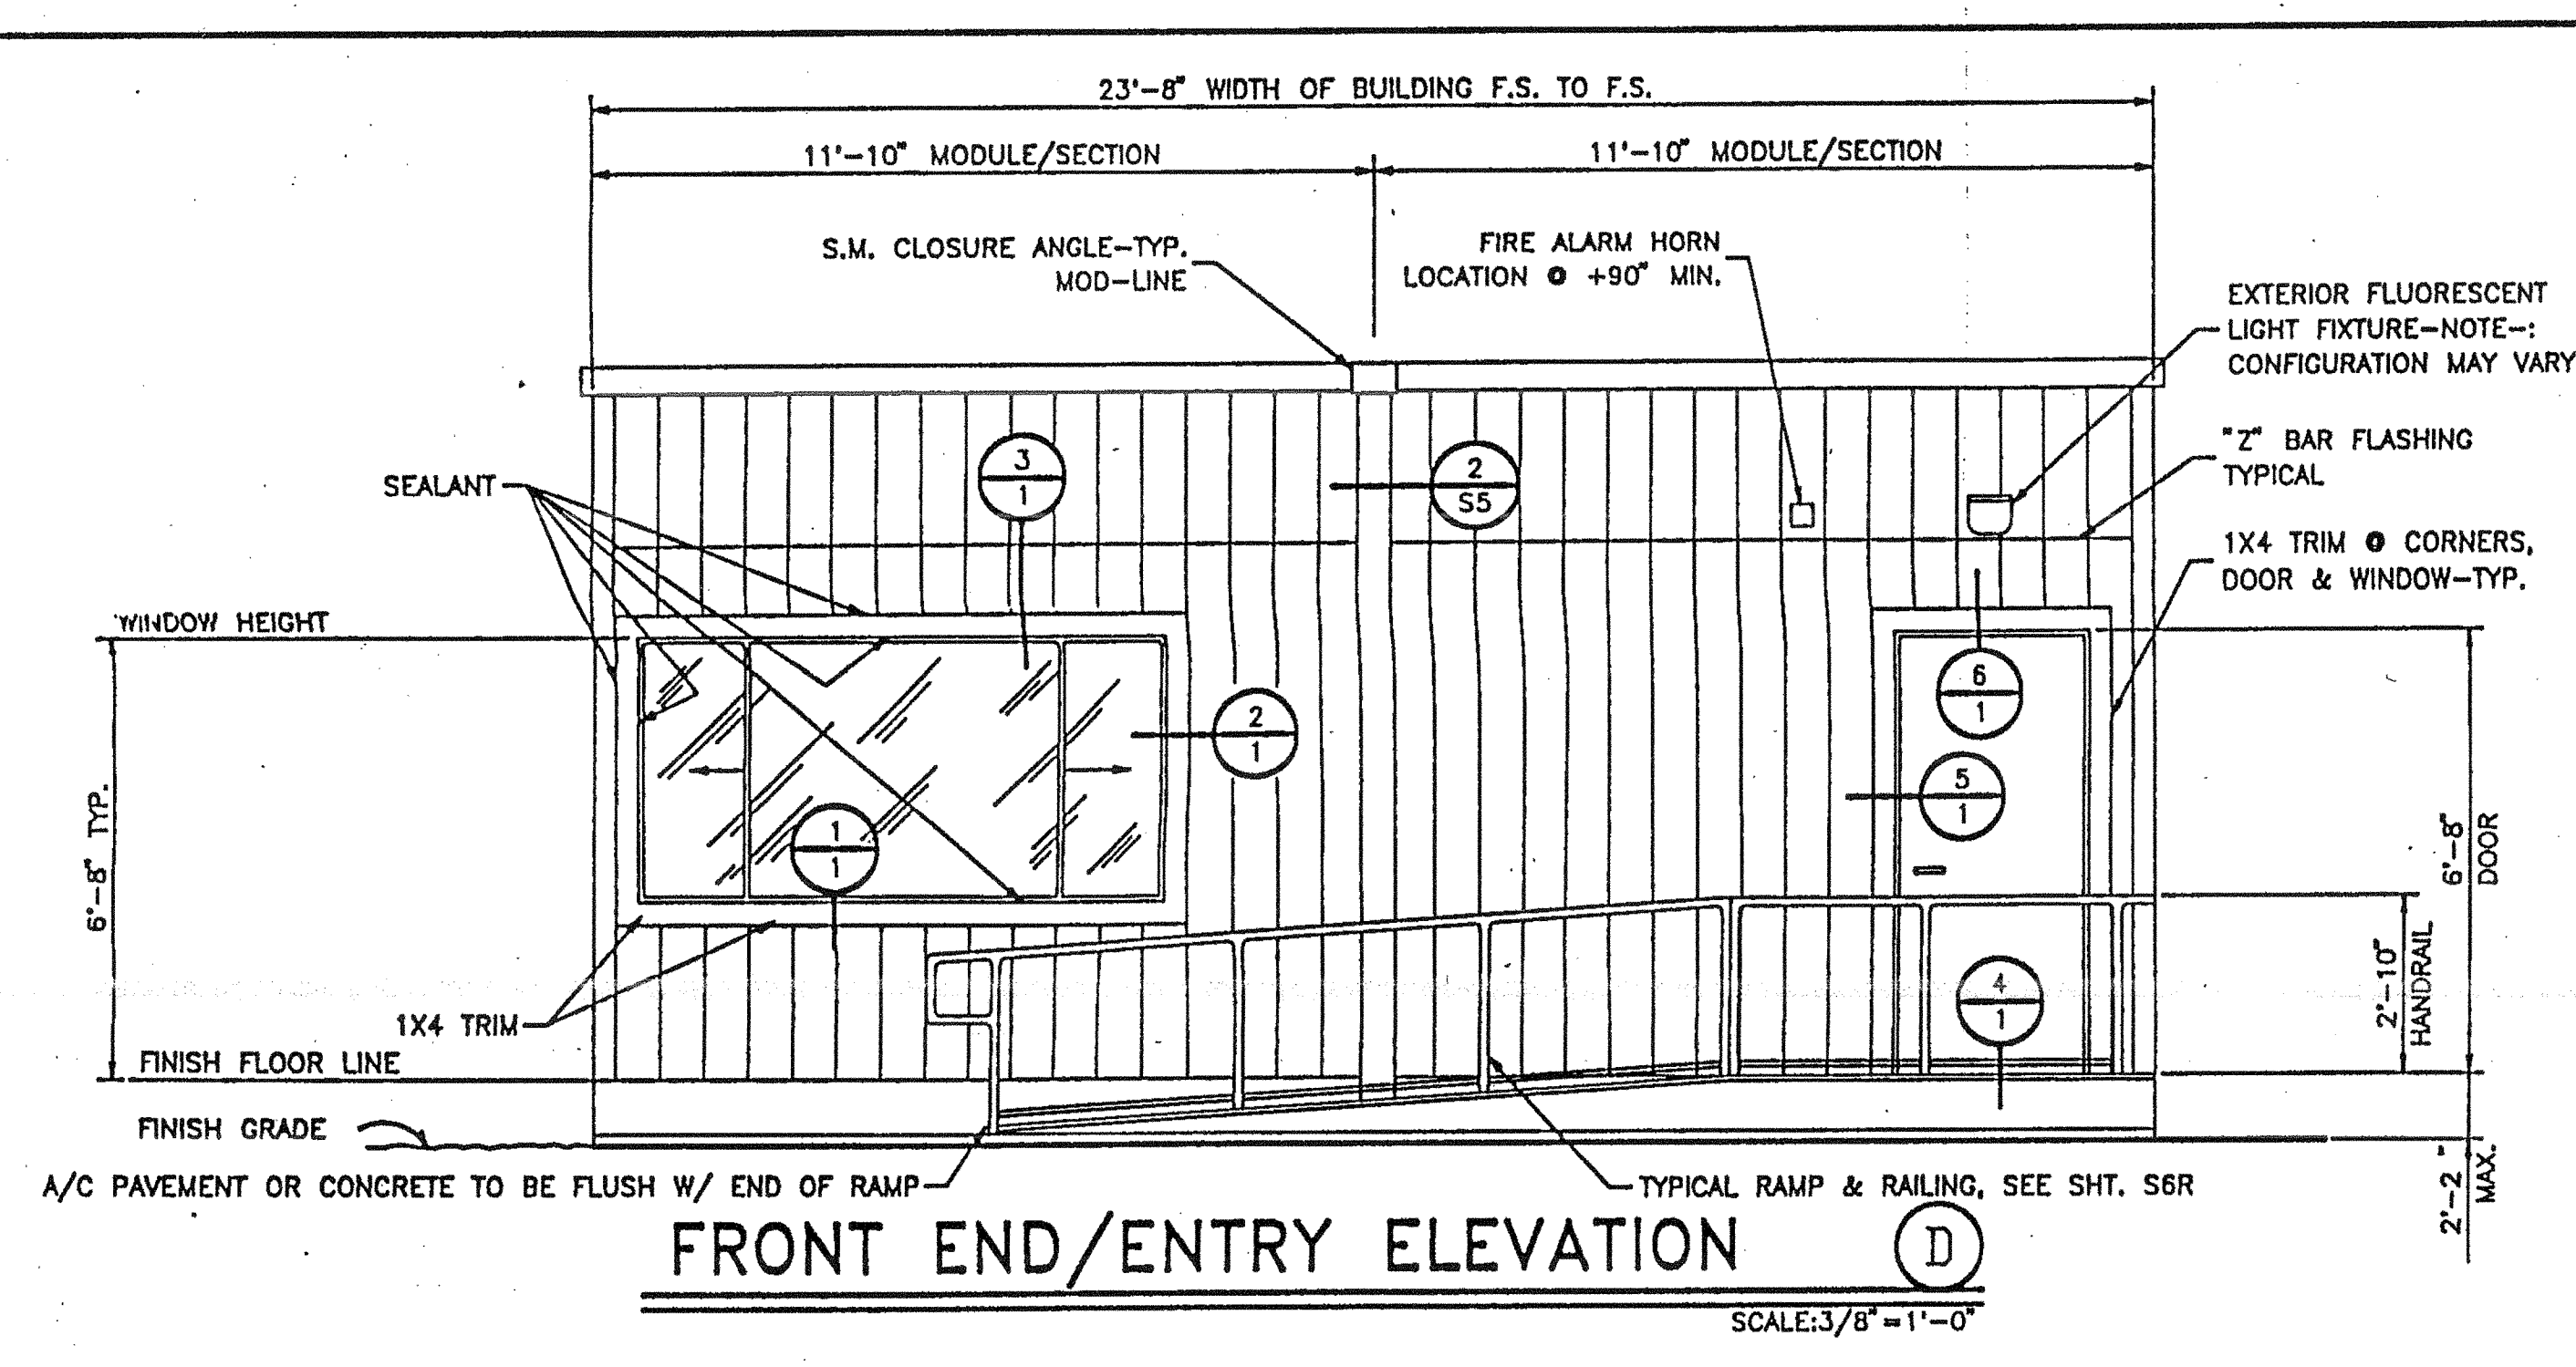 23'-8" WIDTH OF BUILDING F.S. TO F.S.
11'-10" MODULE/SECTION
11'-10" MODULE/SECTION
S.M. CLOSURE ANGLE-TYP.
MOD-LINE
FIRE ALARM HORN
LOCATION @ +90" MIN.
EXTERIOR FLUORESCENT
LIGHT FIXTURE-NOTE-:
CONFIGURATION MAY VARY
"Z" BAR FLASHING
TYPICAL
1X4 TRIM @ CORNERS,
DOOR & WINDOW-TYP.
SEALANT
3
1
2
S5
WINDOW HEIGHT
6'-8" TYP.
2
1
1
1
6
1
5
1
4
1
6'-8"
DOOR
2'-10"
HANDRAIL
1X4 TRIM
FINISH FLOOR LINE
FINISH GRADE
A/C PAVEMENT OR CONCRETE TO BE FLUSH W/ END OF RAMP
TYPICAL RAMP & RAILING, SEE SHT. S6R
2'-2"
MAX.
FRONT END/ENTRY ELEVATION
D
SCALE:3/8"=1'-0"